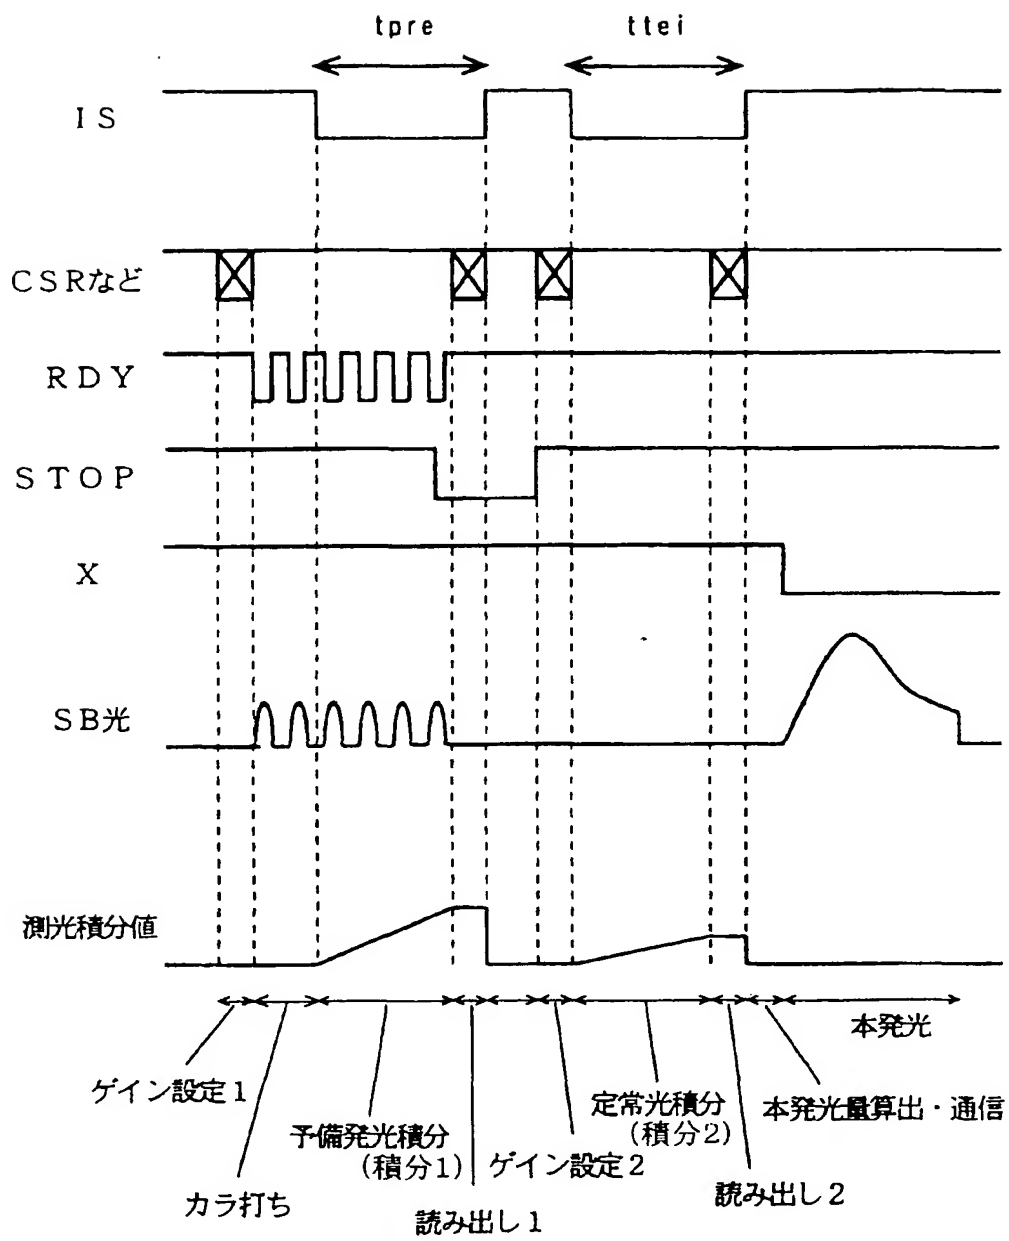 tpre
ttei
IS
CSRなど
RDY
STOP
X
SB光
測光積分値
本発光
ゲイン設定1
定常光積分
(積分2)
本発光量算出・通信
予備発光積分
(積分1)
ゲイン設定2
カラ打ち
読み出し1
読み出し2